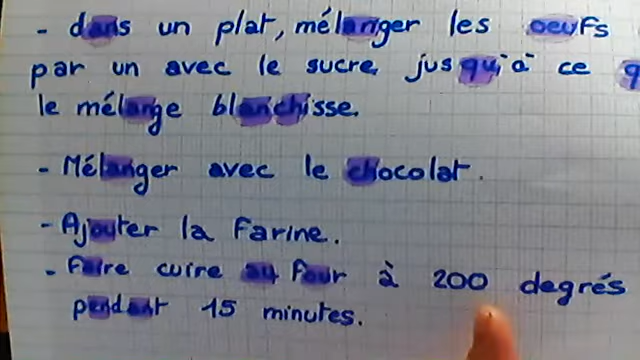 - dans un plat, mélanger les oeufs
par un avec le sucre jusqu'à ce q
le mélange blanchisse.
- Mélanger avec le chocolat.
- Ajouter la farine.
- Faire cuire au four à 200 degrés
pendant 15 minutes.